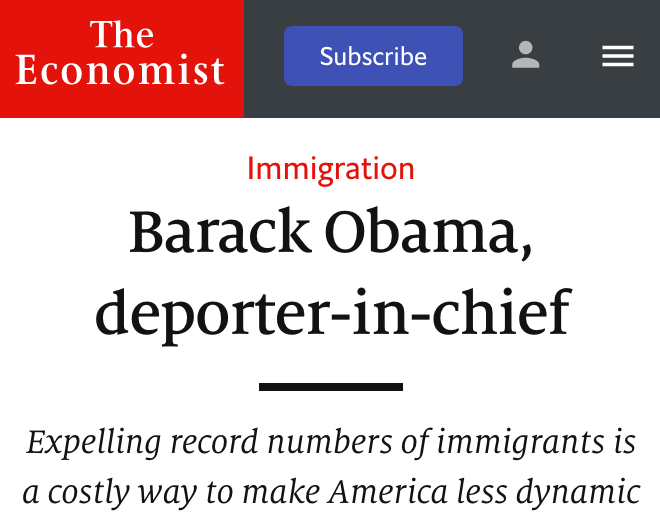 The
Economist
Subscribe
Immigration
Barack Obama,
deporter-in-chief
Expelling record numbers of immigrants is
a costly way to make America less dynamic